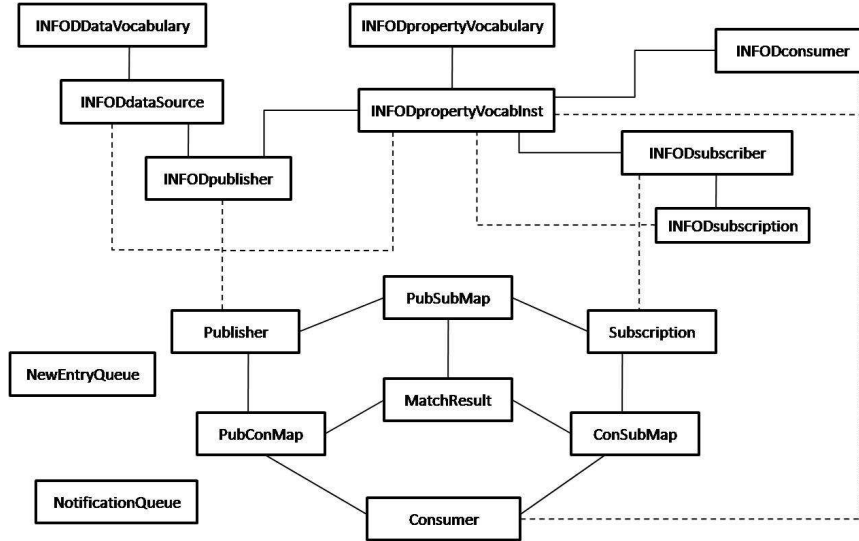 INFODDataVocabulary
INFODpropertyVocabulary
INFODconsumer
INFODdataSource
INFODpropertyVocabInst
INFODsubscriber
INFODpublisher
INFODsubscription
PubSubMap
Publisher
Subscription
NewEntryQueue
MatchResult
PubConMap
ConSubMap
NotificationQueue
Consumer